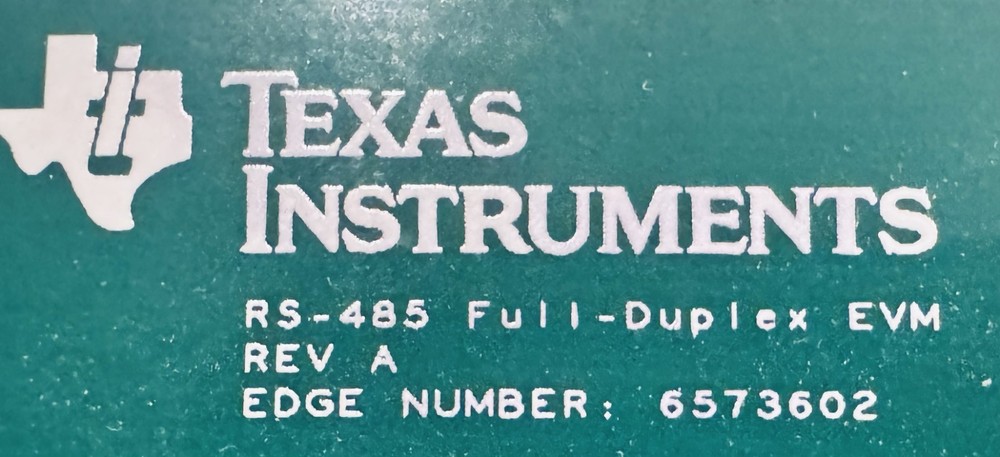 TEXAS
INSTRUMENTS
RS-485 Full-Duplex EVM
REV A
EDGE NUMBER: 6573602